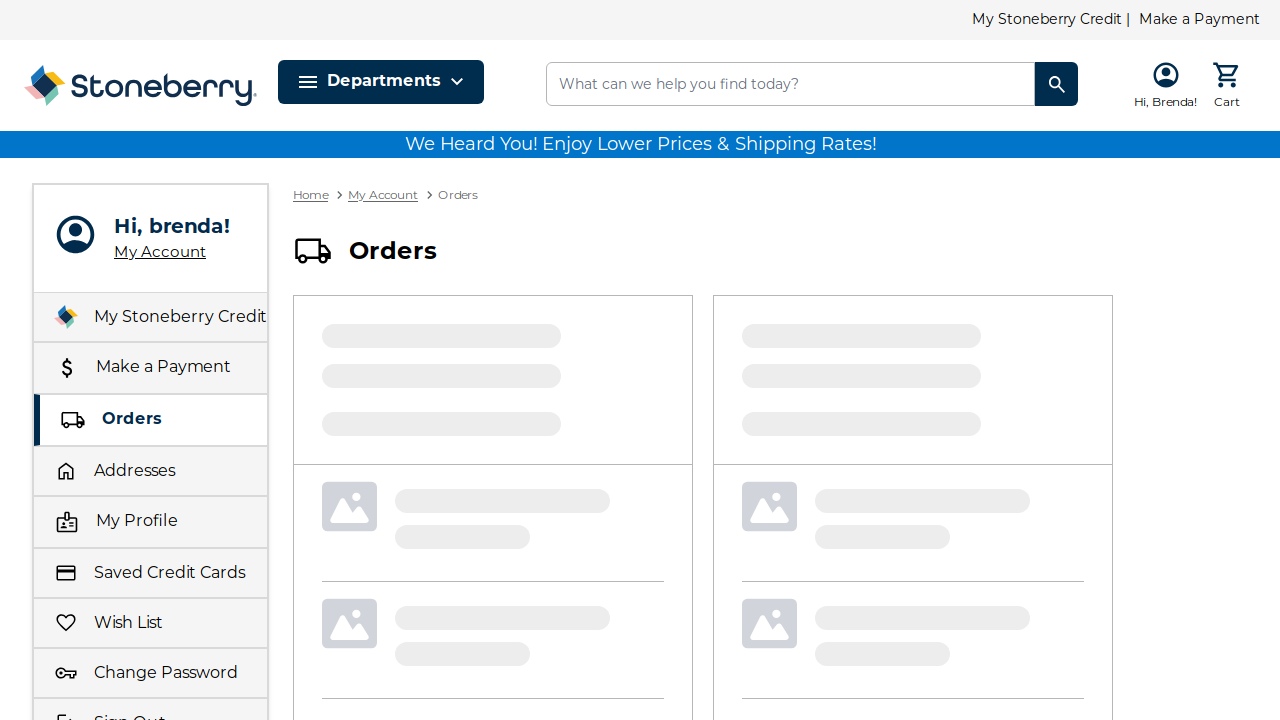 My Stoneberry Credit | Make a Payment
Stoneberry
Departments
What can we help you find today?
Hi, Brenda!
Cart
We Heard You! Enjoy Lower Prices & Shipping Rates!
Hi, brenda!
My Account
My Stoneberry Credit
Make a Payment
Orders
Addresses
My Profile
Saved Credit Cards
Wish List
Change Password
Sign Out
Home > My Account > Orders
Orders